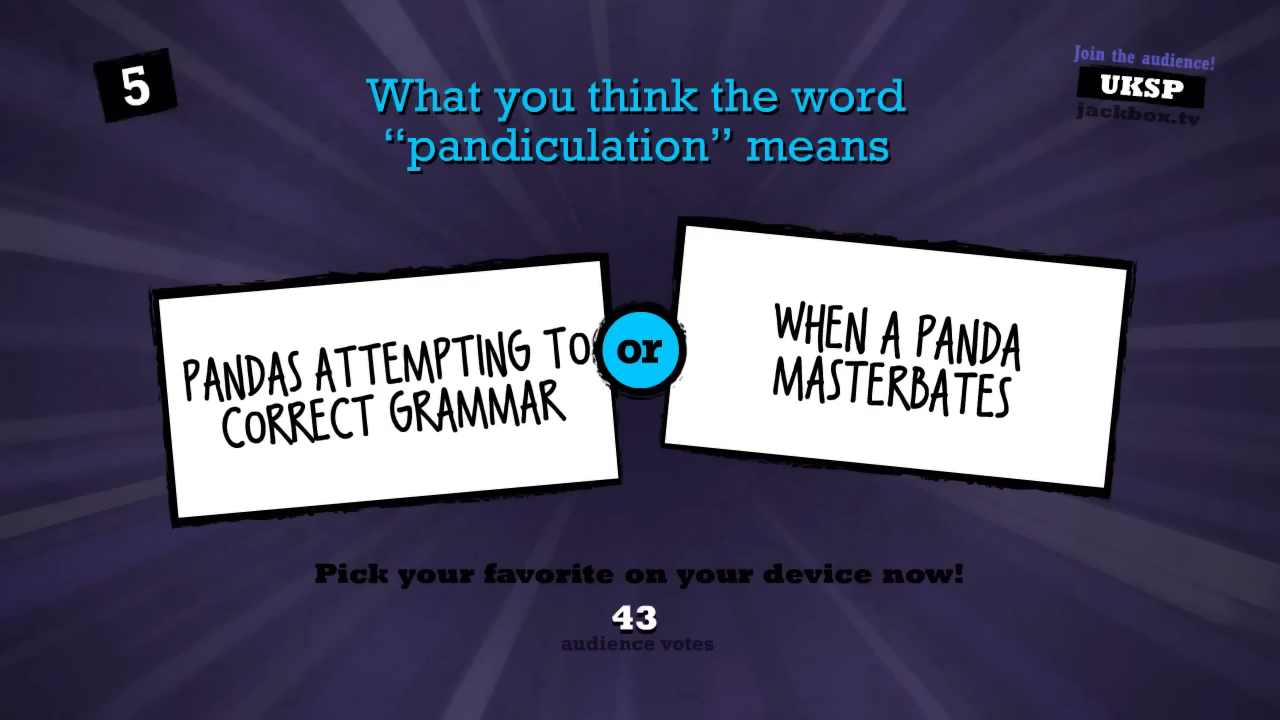 5
Join the audience!
UKSP
jackbox.tv
What you think the word
“pandiculation” means
PANDAS ATTEMPTING TO
CORRECT GRAMMAR
or
WHEN A PANDA
MASTERBATES
Pick your favorite on your device now!
43
audience votes